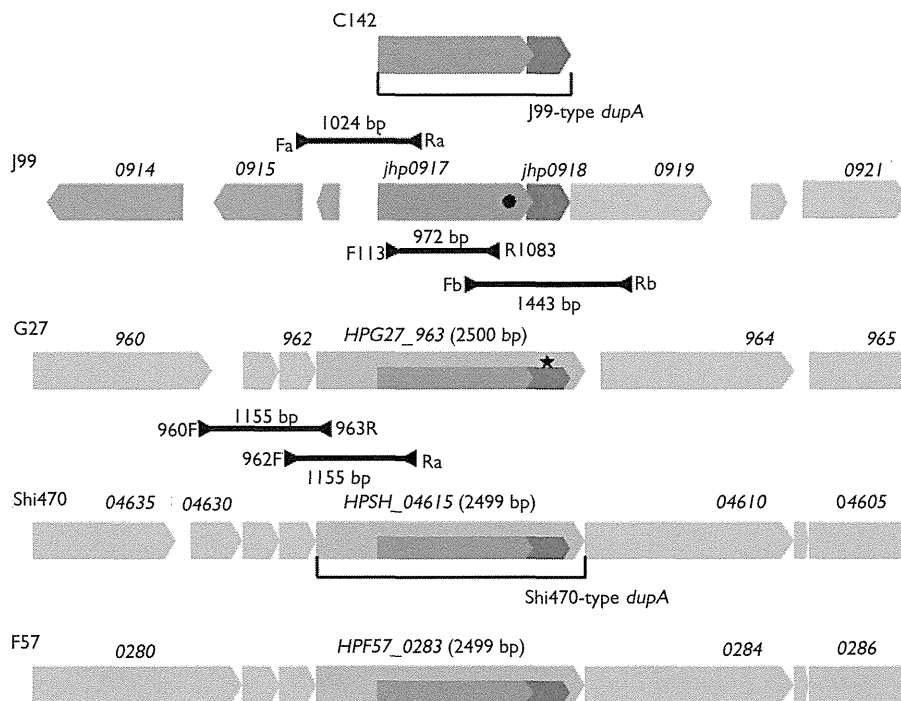 C142
J99-type dupA
1024 bp
Fa Ra
J99 0914 0915 jhp0917 jhp0918 0919 0921
972 bp
F113 R1083
Fb Rb
1443 bp
G27 960 962 HPG27_963 (2500 bp) 964 965
1155 bp
960F 963R
962F Ra
1155 bp
Shi470 04635 04630 HPSH_04615 (2499 bp) 04610 04605
Shi470-type dupA
F57 0280 HPF57_0283 (2499 bp) 0284 0286